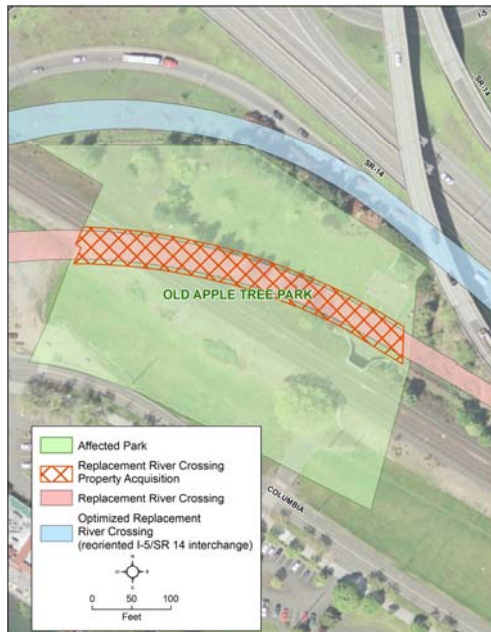 I-5
SR-14
SR-14
OLD APPLE TREE PARK
COLUMBIA
Affected Park
Replacement River Crossing
Property Acquisition
Replacement River Crossing
Optimized Replacement
River Crossing
(reoriented I-5/SR 14 interchange)
N
S
0 50 100
Feet